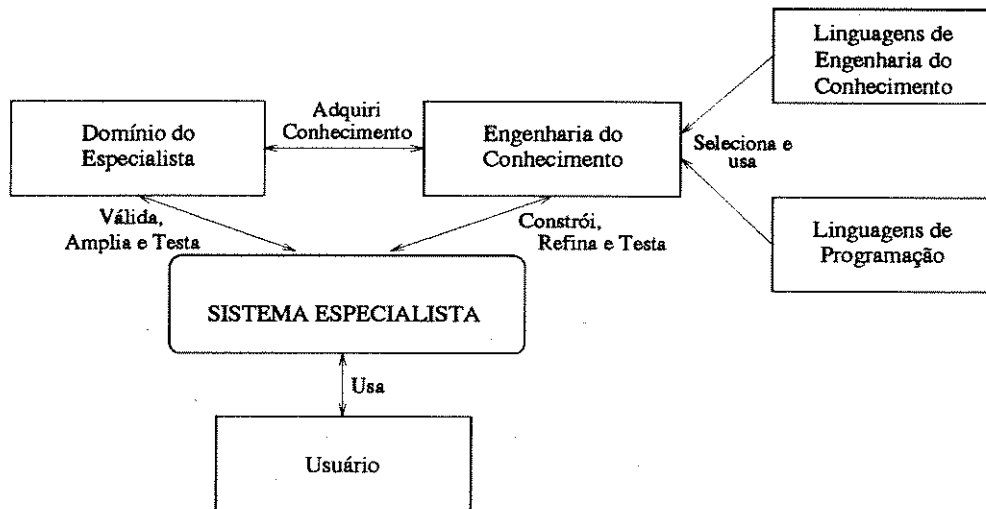 Linguagens de
Engenharia do
Conhecimento
Adquiri
Conhecimento
Domínio do
Especialista
Engenharia do
Conhecimento
Seleciona e
usa
Válida,
Amplia e Testa
Constrói,
Refina e Testa
Linguagens de
Programação
SISTEMA ESPECIALISTA
Usa
Usuário